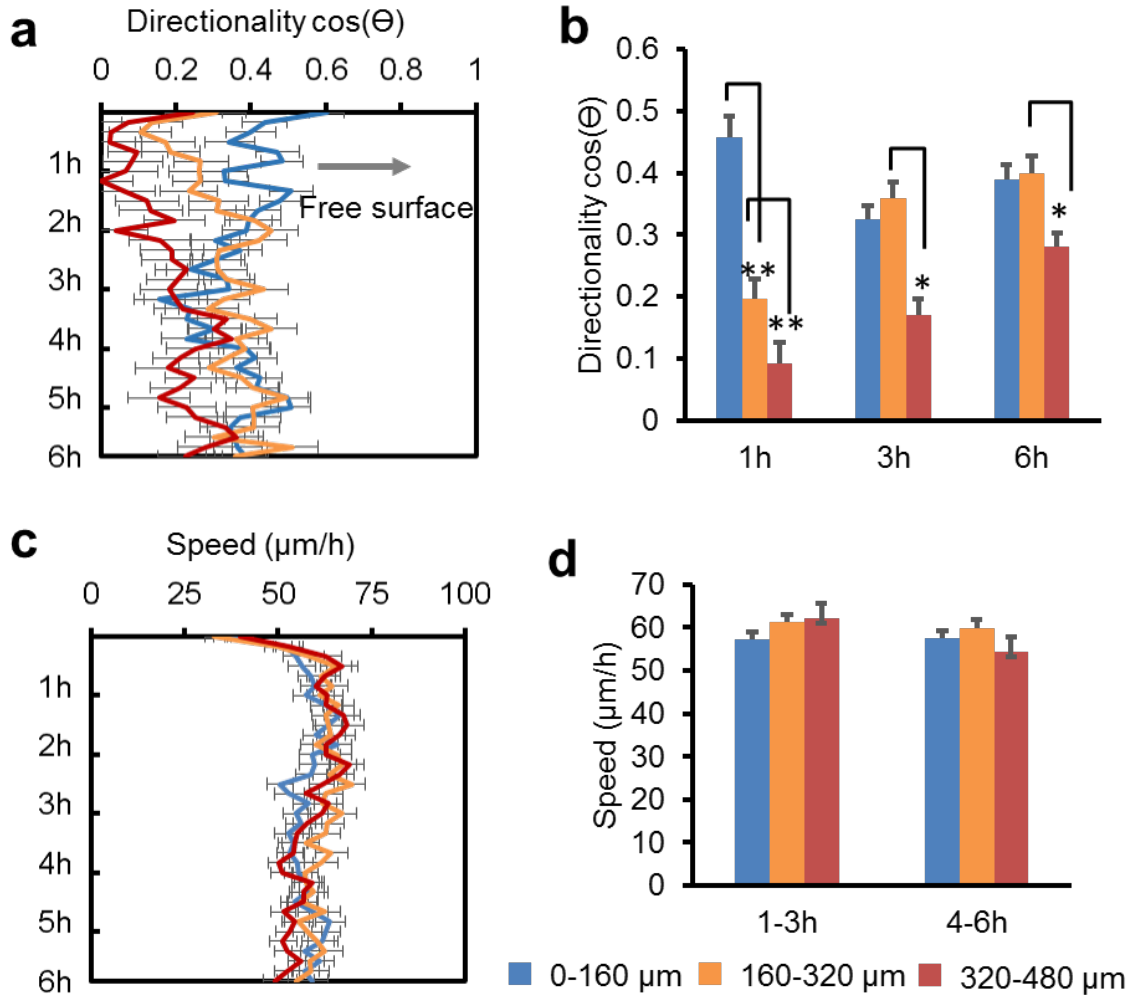 a
Directionality cos(Θ)
0 0.2 0.4 0.6 0.8 1
1h
2h
3h
4h
5h
6h
Free surface
b
Directionality cos(Θ)
0.6
0.5
0.4
0.3
0.2
0.1
0
**
**
*
*
1h 3h 6h
c
Speed (µm/h)
0 25 50 75 100
1h
2h
3h
4h
5h
6h
d
Speed (µm/h)
70
60
50
40
30
20
10
0
1-3h 4-6h
0-160 µm 160-320 µm 320-480 µm